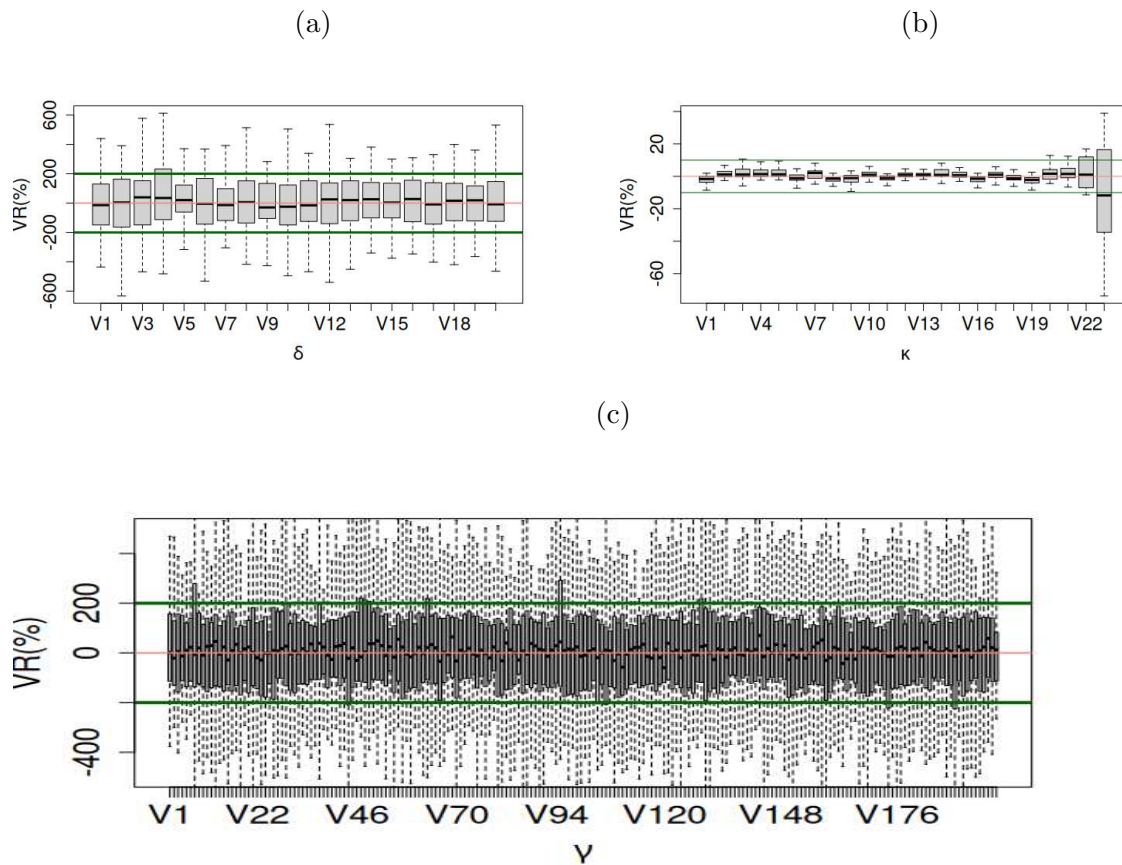 (a)
(b)
VR(%)
600
200
-200
-600
V1 V3 V5 V7 V9 V12 V15 V18
δ
VR(%)
20
-20
-60
V1 V4 V7 V10 V13 V16 V19 V22
κ
(c)
VR(%)
200
0
-400
V1 V22 V46 V70 V94 V120 V148 V176
γ